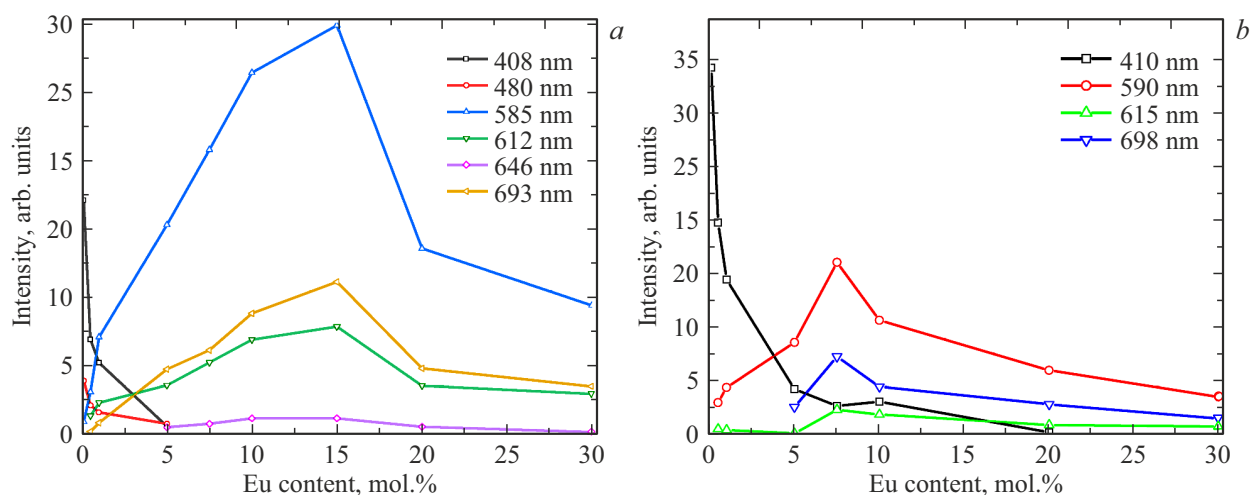 a
30
25
20
10
5
0
Intensity, arb. units
408 nm
480 nm
585 nm
612 nm
646 nm
693 nm
0 5 10 15 20 25 30
Eu content, mol.%
b
35
30
25
15
20
10
5
0
Intensity, arb. units
410 nm
590 nm
615 nm
698 nm
0 5 10 15 20 25 30
Eu content, mol.%